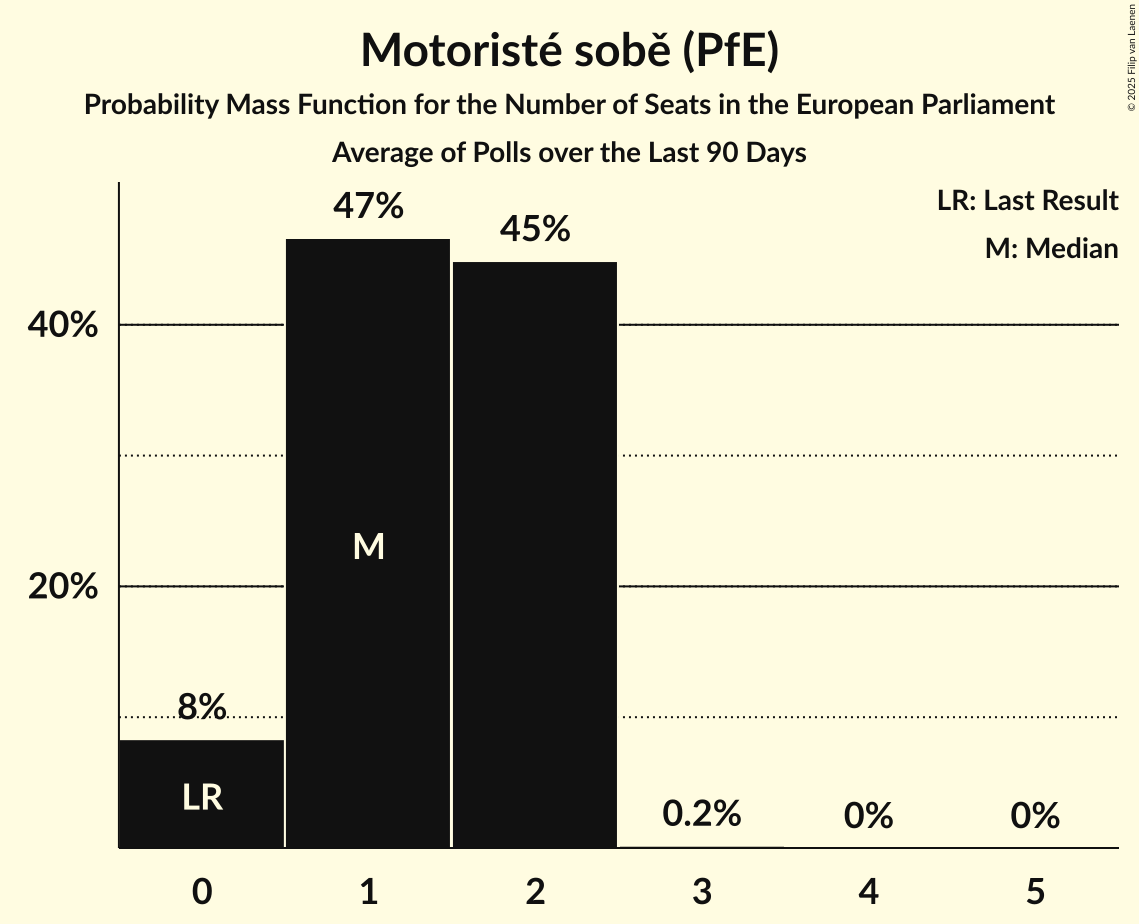 Motoristé sobě (PfE)
Probability Mass Function for the Number of Seats in the European Parliament
Average of Polls over the Last 90 Days
© 2025 Filip van Laenen
LR: Last Result
M: Median
47%
45%
40%
M
20%
8%
LR
0.2%
0%
0%
0 1 2 3 4 5